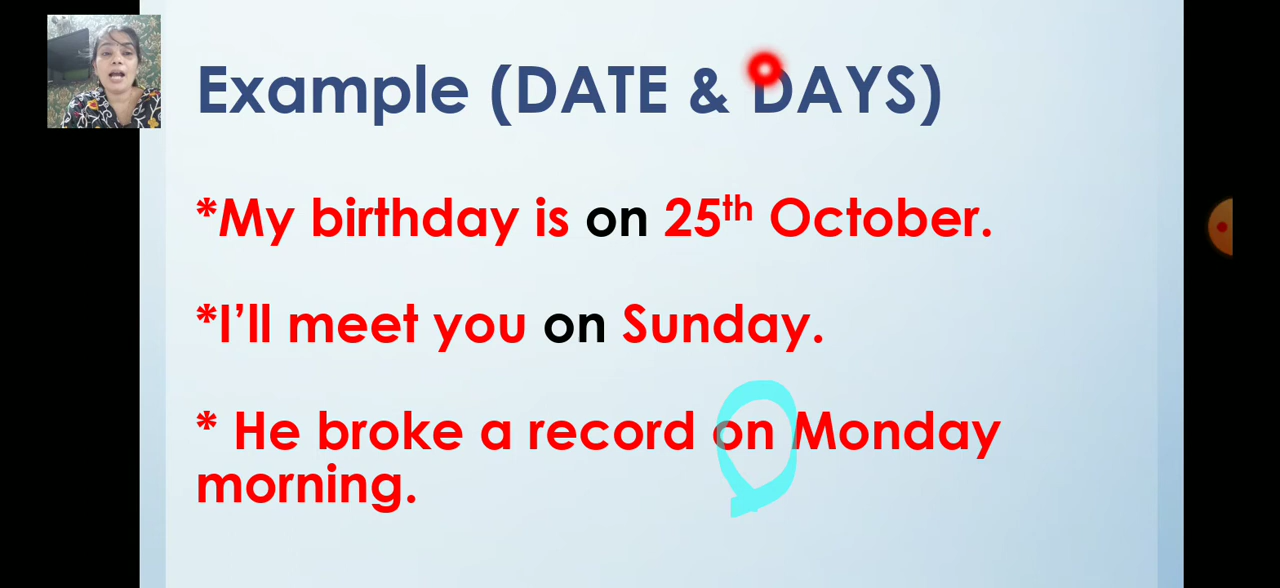 Example (DATE & DAYS)
*My birthday is on 25th October.
*I’ll meet you on Sunday.
* He broke a record on Monday
morning.